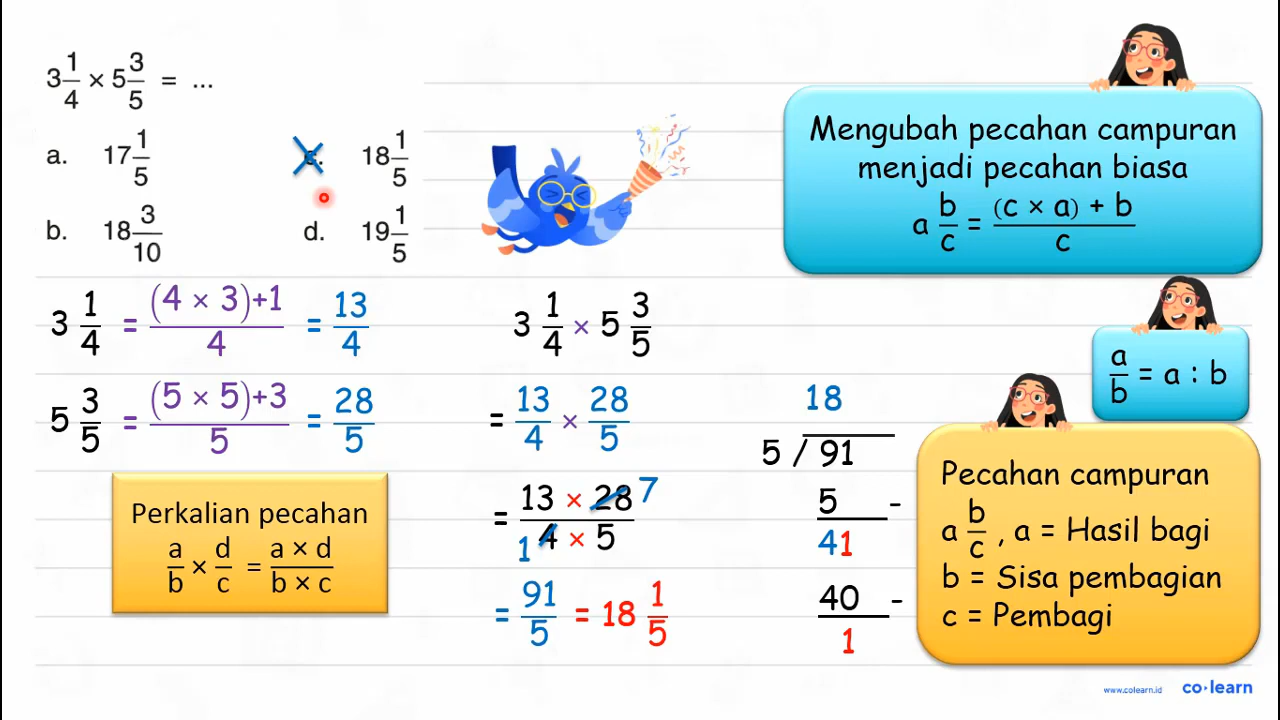 3 1/4 × 5 3/5 = ...
a. 17 1/5
c. 18 1/5
b. 18 3/10
d. 19 1/5
Mengubah pecahan campuran
menjadi pecahan biasa
a b/c = (c × a) + b / c
3 1/4 = (4 × 3)+1 / 4 = 13/4
5 3/5 = (5 × 5)+3 / 5 = 28/5
Perkalian pecahan
a/b × d/c = a × d / b × c
3 1/4 × 5 3/5
= 13/4 × 28/5
= 13 × 28 7 / 1 4 × 5
= 91/5 = 18 1/5
18
5 / 91
5 -
41
40 -
1
a/b = a : b
Pecahan campuran
a b/c , a = Hasil bagi
b = Sisa pembagian
c = Pembagi
www.colearn.id
co·learn